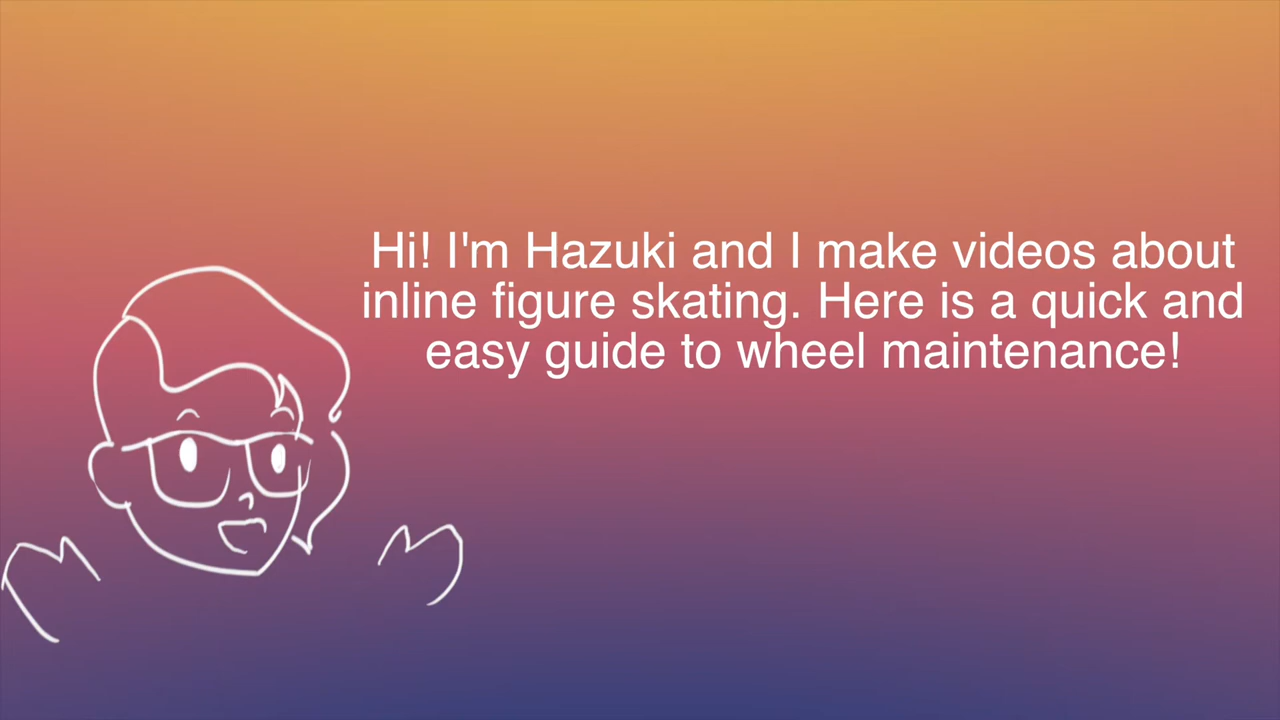 Hi! I'm Hazuki and I make videos about
inline figure skating. Here is a quick and
easy guide to wheel maintenance!